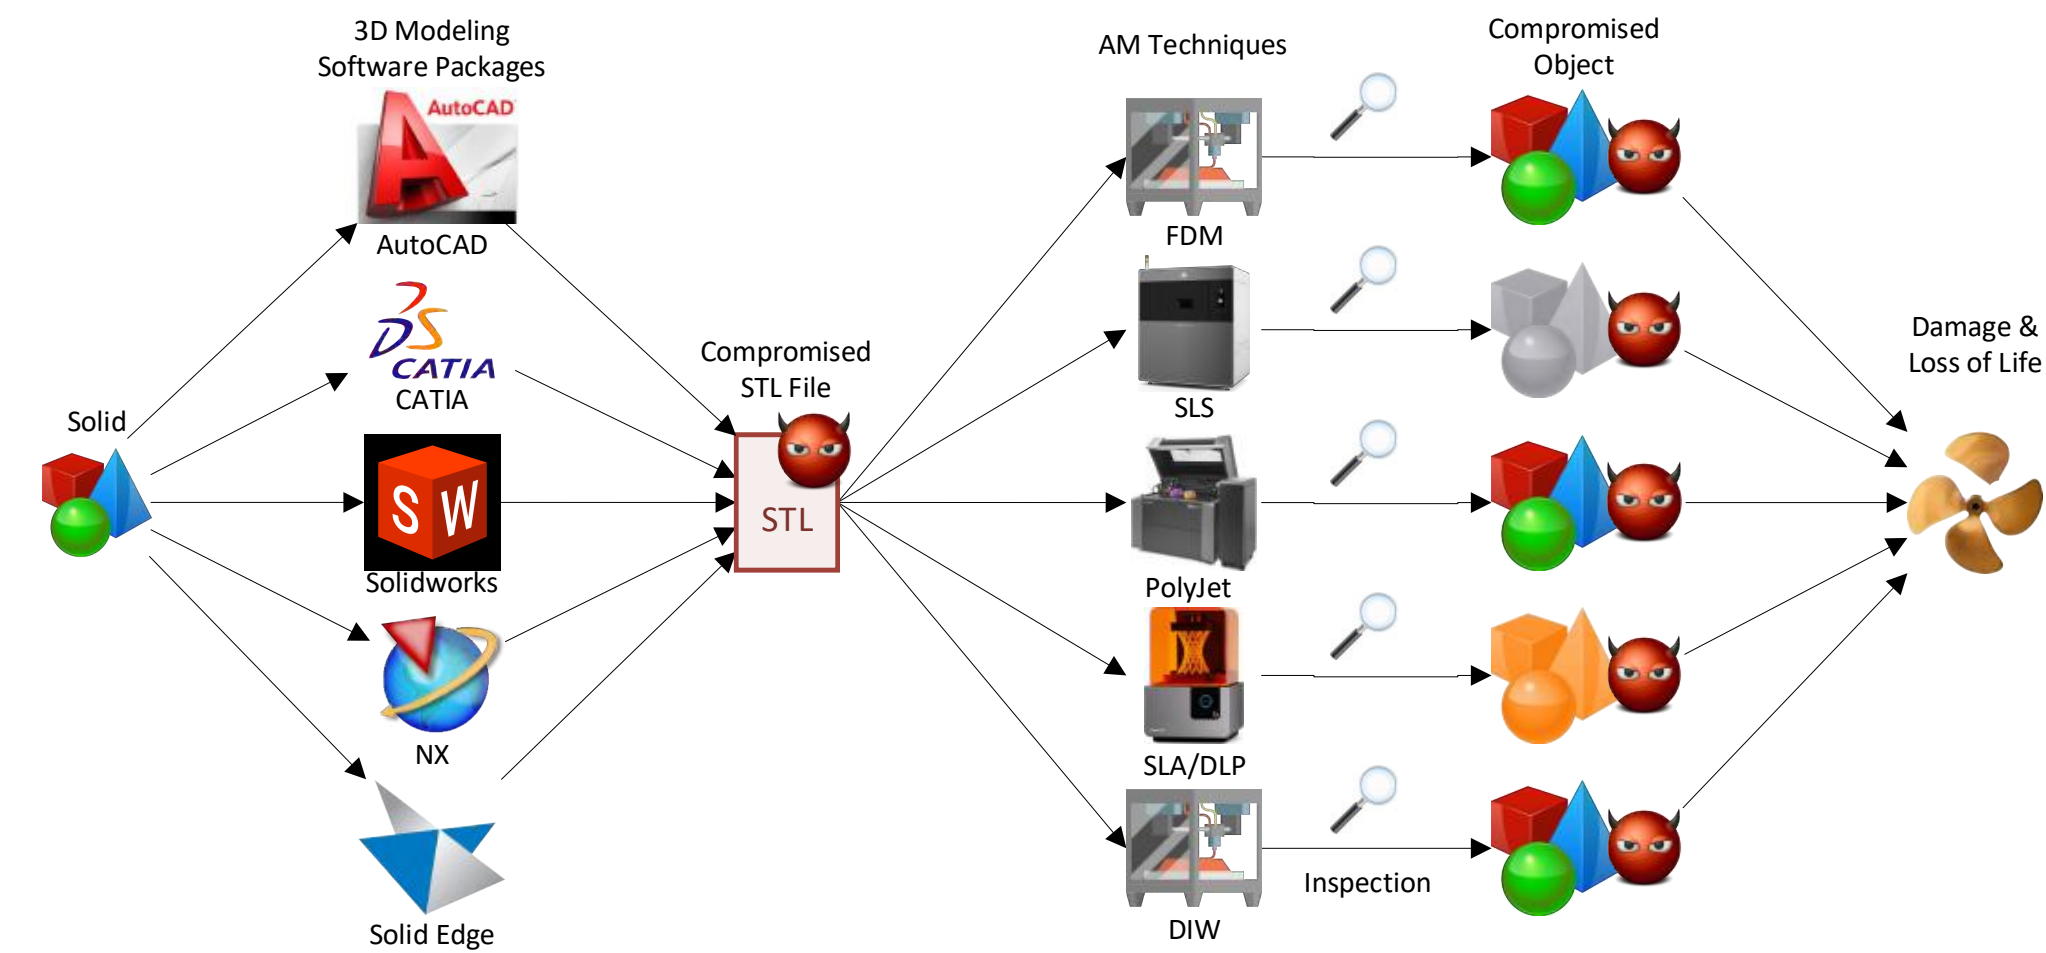 3D Modeling
Software Packages
AutoCAD
AutoCAD
CATIA
CATIA
Solid
SW
Solidworks
NX
Solid Edge
Compromised
STL File
STL
AM Techniques
FDM
SLS
PolyJet
SLA/DLP
DIW
Inspection
Compromised
Object
Damage &
Loss of Life